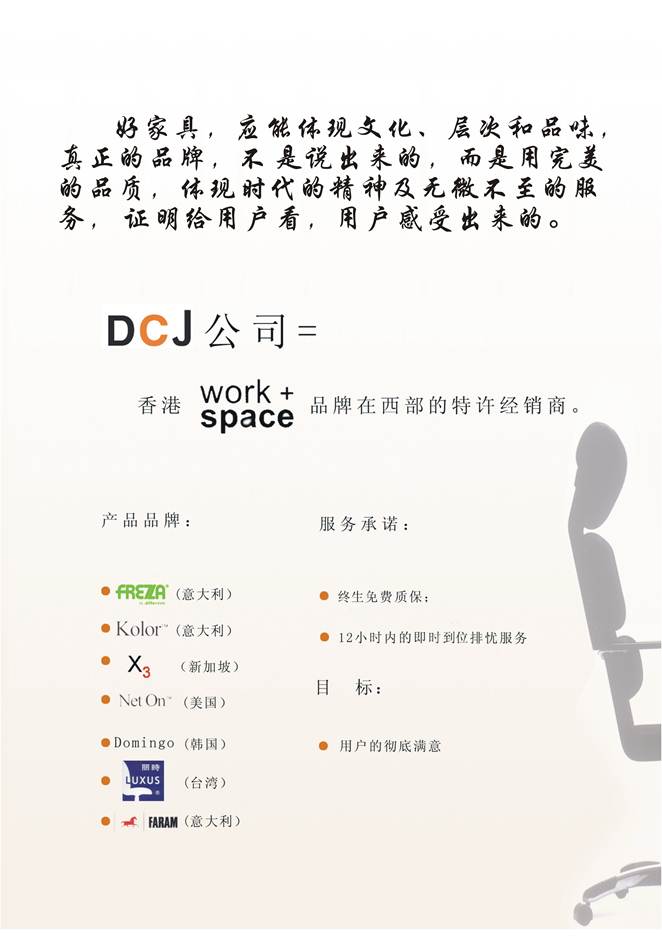 好家具，应能体现文化、层次和品味，
真正的品牌，不是说出来的，而是用完美
的品质，体现时代的精神及无微不至的服
务，证明给用户看，用户感受出来的。
DCJ 公司=
香港 work + space 品牌在西部的特许经销商。
产品品牌：
FREZZA® by different (意大利)
Kolor™ (意大利)
X3 （新加坡）
Net On™ (美国)
Domingo (韩国)
丽時 LUXUS ® (台湾)
FARAM (意大利)
服务承诺：
终生免费质保；
12小时内的即时到位排忧服务
目 标：
用户的彻底满意